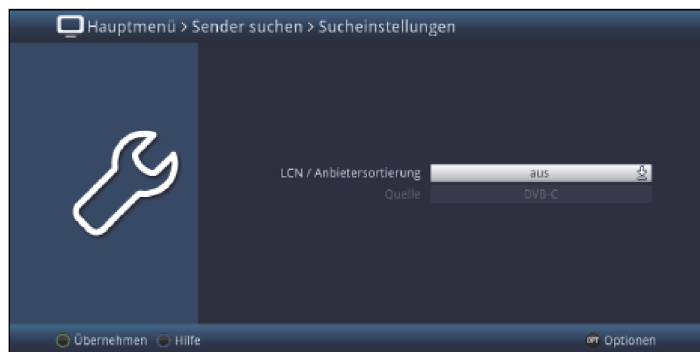 Hauptmenü > Sender suchen > Sucheinstellungen
LCN / Anbietersortierung aus
Quelle DVB-C
Übernehmen Hilfe OPT Optionen